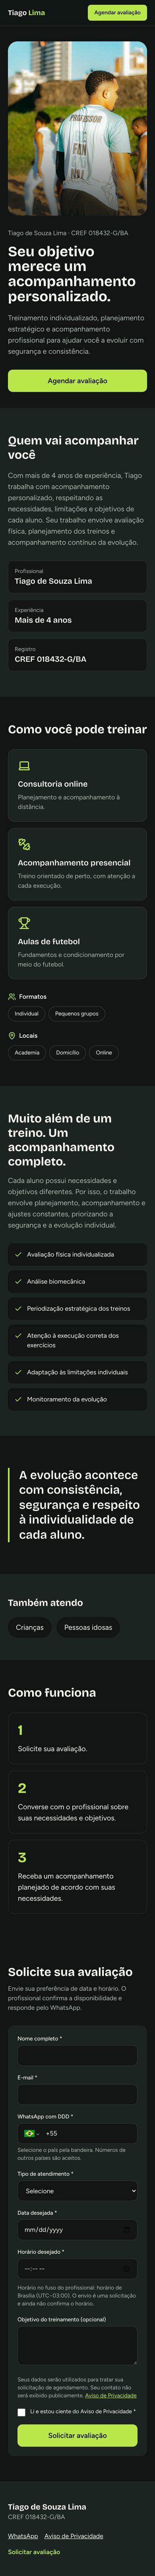 Tiago Lima
Agendar avaliação
Tiago de Souza Lima · CREF 018432-G/BA
Seu objetivo
merece um
acompanhamento
personalizado.
Treinamento individualizado, planejamento
estratégico e acompanhamento
profissional para ajudar você a evoluir com
segurança e consistência.
Agendar avaliação
Quem vai acompanhar
você
Com mais de 4 anos de experiência, Tiago
trabalha com acompanhamento
personalizado, respeitando as
necessidades, limitações e objetivos de
cada aluno. Seu trabalho envolve avaliação
física, planejamento dos treinos e
acompanhamento contínuo da evolução.
Profissional
Tiago de Souza Lima
Experiência
Mais de 4 anos
Registro
CREF 018432-G/BA
Como você pode treinar
Consultoria online
Planejamento e acompanhamento à
distância.
Acompanhamento presencial
Treino orientado de perto, com atenção a
cada execução.
Aulas de futebol
Fundamentos e condicionamento por
meio do futebol.
Formatos
Individual
Pequenos grupos
Locais
Academia
Domicílio
Online
Muito além de um
treino. Um
acompanhamento
completo.
Cada aluno possui necessidades e
objetivos diferentes. Por isso, o trabalho
envolve planejamento, acompanhamento e
ajustes constantes, priorizando a
segurança e a evolução individual.
Avaliação física individualizada
Análise biomecânica
Periodização estratégica dos treinos
Atenção à execução correta dos
exercícios
Adaptação às limitações individuais
Monitoramento da evolução
A evolução acontece
com consistência,
segurança e respeito
à individualidade de
cada aluno.
Também atendo
Crianças
Pessoas idosas
Como funciona
1
Solicite sua avaliação.
2
Converse com o profissional sobre
suas necessidades e objetivos.
3
Receba um acompanhamento
planejado de acordo com suas
necessidades.
Solicite sua avaliação
Envie sua preferência de data e horário. O
profissional confirma a disponibilidade e
responde pelo WhatsApp.
Nome completo *
E-mail *
WhatsApp com DDD *
+55
Selecione o país pela bandeira. Números de
outros países são aceitos.
Tipo de atendimento *
Selecione
Data desejada *
mm/dd/yyyy
Horário desejado *
--:-- --
Horário no fuso do profissional: horário de
Brasília (UTC-03:00). O envio é uma solicitação
e ainda não confirma o horário.
Objetivo do treinamento (opcional)
Seus dados serão utilizados para tratar sua
solicitação de agendamento. Seu contato não
será exibido publicamente. Aviso de Privacidade
Li e estou ciente do Aviso de Privacidade *
Solicitar avaliação
Tiago de Souza Lima
CREF 018432-G/BA
WhatsApp Aviso de Privacidade
Solicitar avaliação